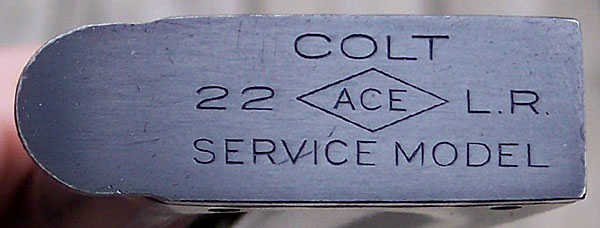 COLT
22 ACE L.R.
SERVICE MODEL